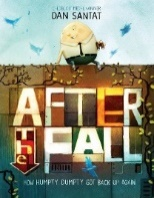 DAN SANTAT
AFTER
the
FALL
HOW HUMPTY DUMPTY GOT BACK UP AGAIN